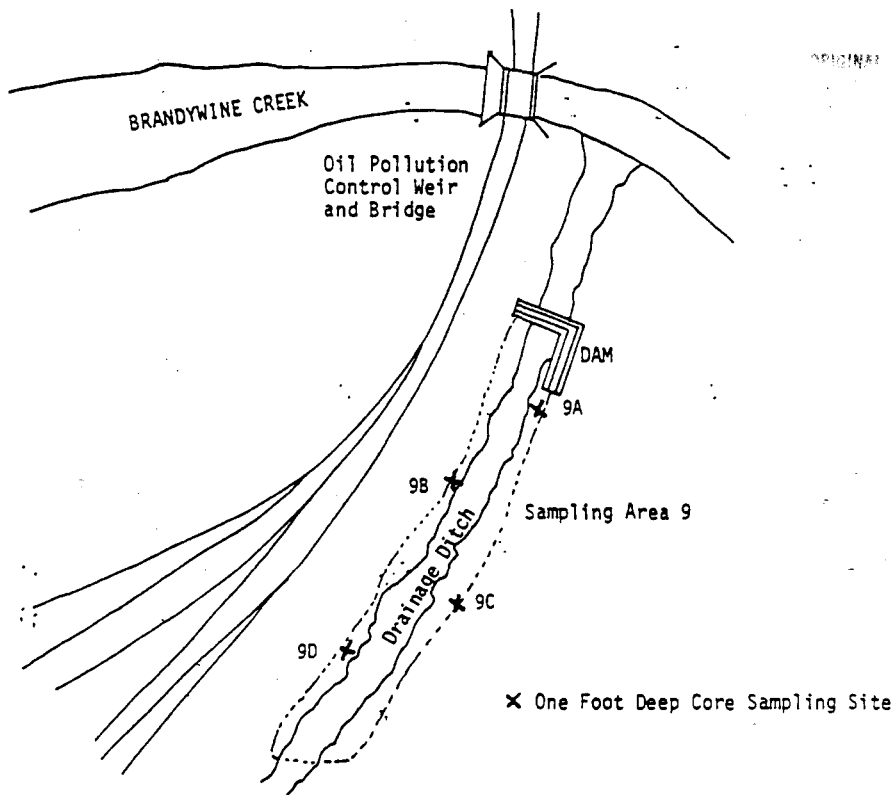 ORIGINAL
BRANDYWINE CREEK
Oil Pollution
Control Weir
and Bridge
DAM
9A
9B
Sampling Area 9
Drainage Ditch
9C
9D
X One Foot Deep Core Sampling Site